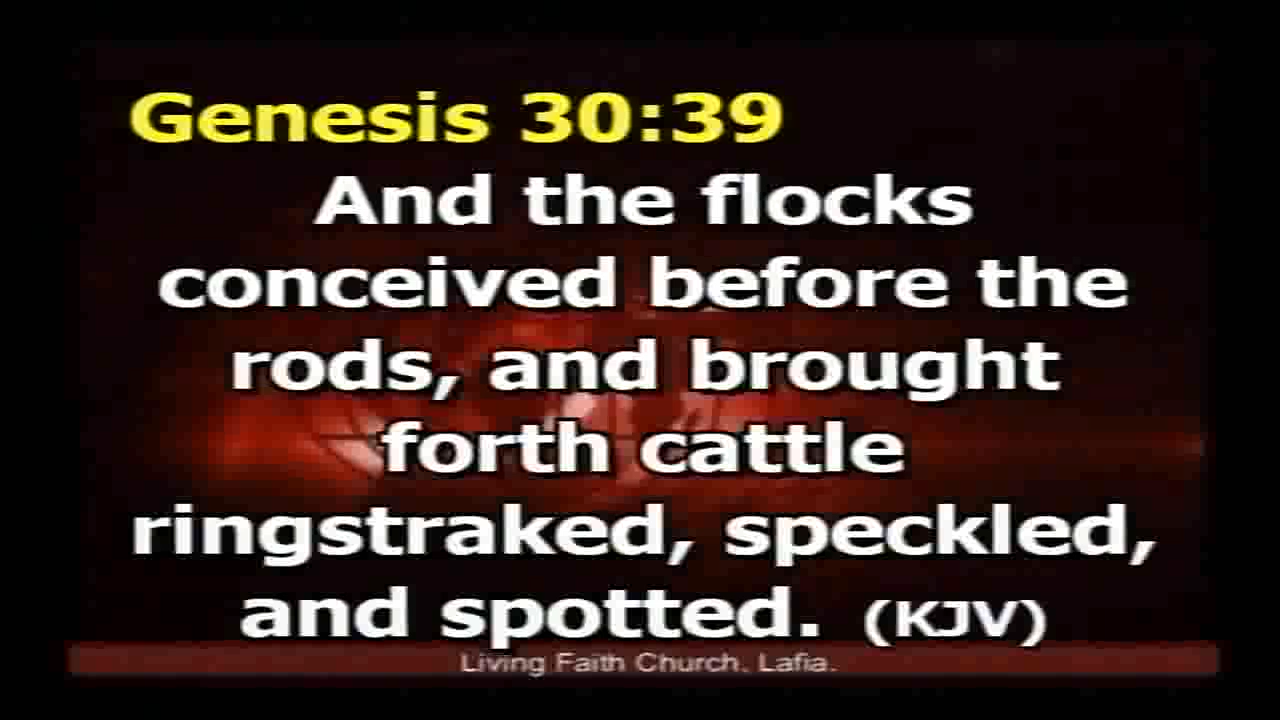 Genesis 30:39
And the flocks
conceived before the
rods, and brought
forth cattle
ringstraked, speckled,
and spotted. (KJV)
Living Faith Church, Lafia.